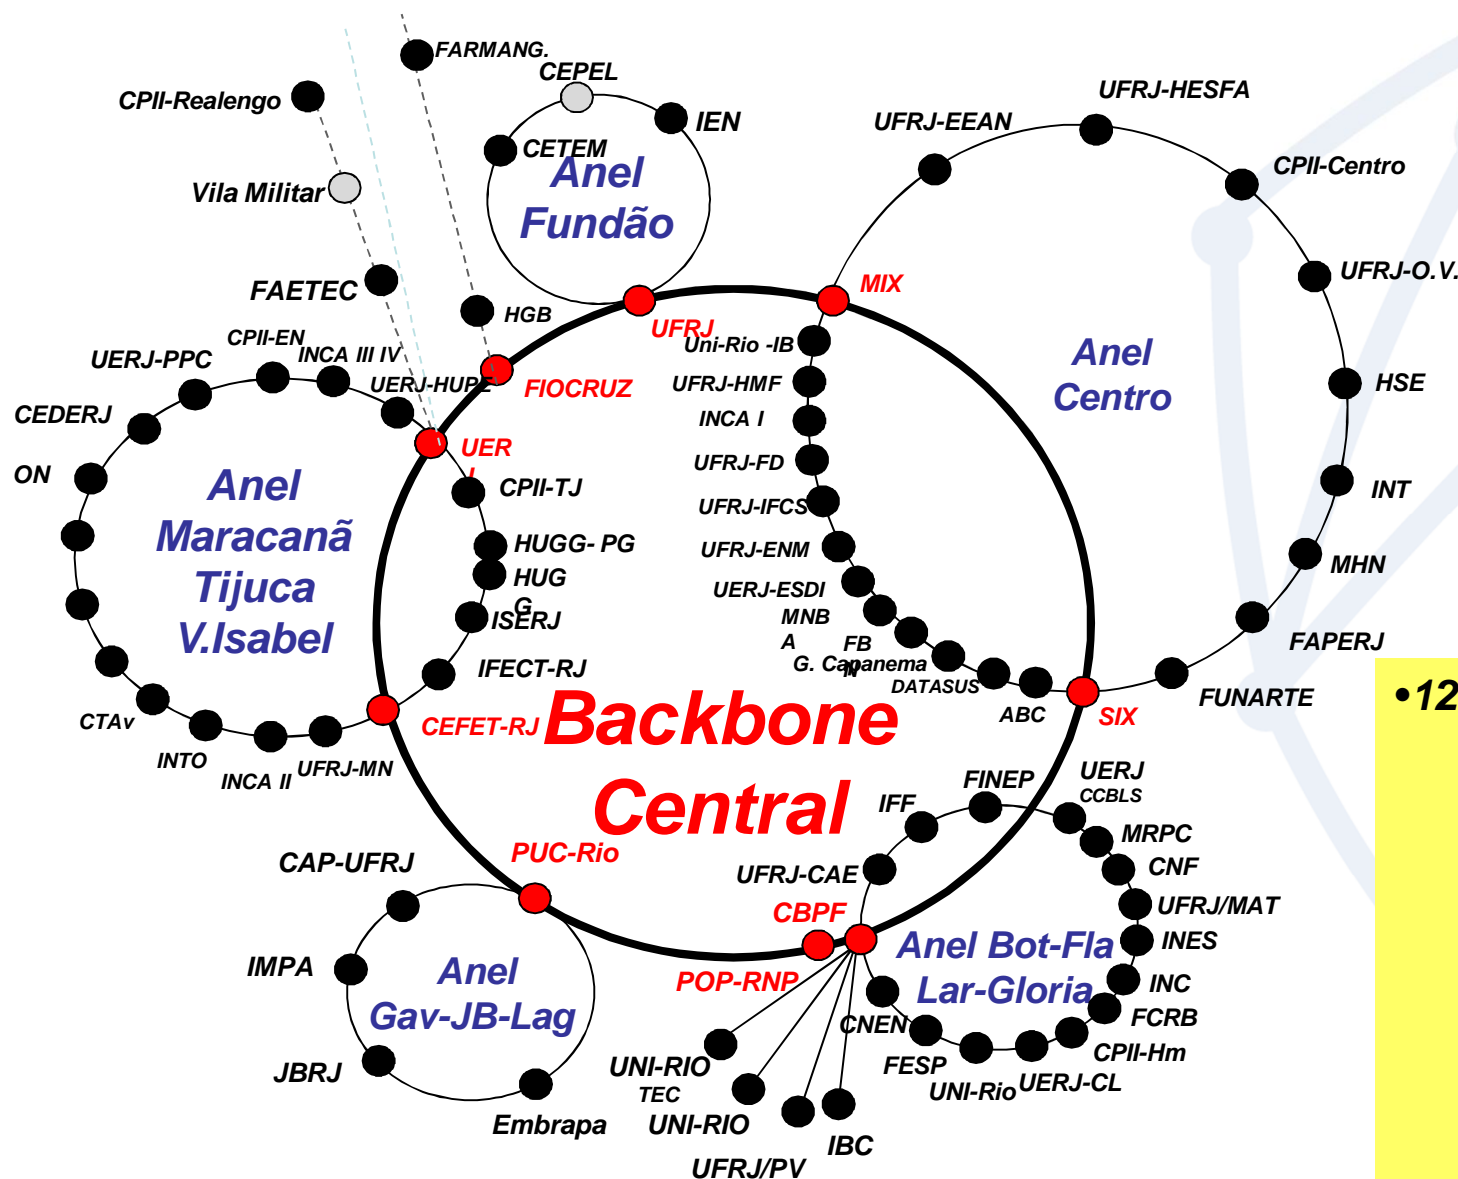 FARMANG.
CEPEL
CPII-Realengo
IEN
CETEM
Vila Militar
Anel
Fundão
UFRJ-HESFA
UFRJ-EEAN
CPII-Centro
UFRJ-O.V.
FAETEC
HGB
MIX
UFRJ
CPII-EN
INCA III IV
UERJ-PPC
UERJ-HUPE
FIOCRUZ
Uni-Rio -IB
UFRJ-HMF
INCA I
UFRJ-FD
UFRJ-IFCS
UFRJ-ENM
UERJ-ESDI
MNB
A
FB
N
G. Capanema
DATASUS
ABC
SIX
Anel
Centro
HSE
INT
MHN
FAPERJ
FUNARTE
•12
CEDERJ
ON
UER
J
CPII-TJ
HUGG- PG
HUG
G
ISERJ
IFECT-RJ
Anel
Maracanã
Tijuca
V.Isabel
CTAv
INTO
INCA II
UFRJ-MN
CEFET-RJ
Backbone
Central
PUC-Rio
CAP-UFRJ
IMPA
Anel
Gav-JB-Lag
JBRJ
Embrapa
FINEP
UERJ
CCBLS
IFF
MRPC
CNF
UFRJ-CAE
UFRJ/MAT
CBPF
INES
Anel Bot-Fla
Lar-Gloria
POP-RNP
INC
FCRB
CNEN
CPII-Hm
FESP
UERJ-CL
UNI-Rio
UNI-RIO
TEC
UNI-RIO
IBC
UFRJ/PV